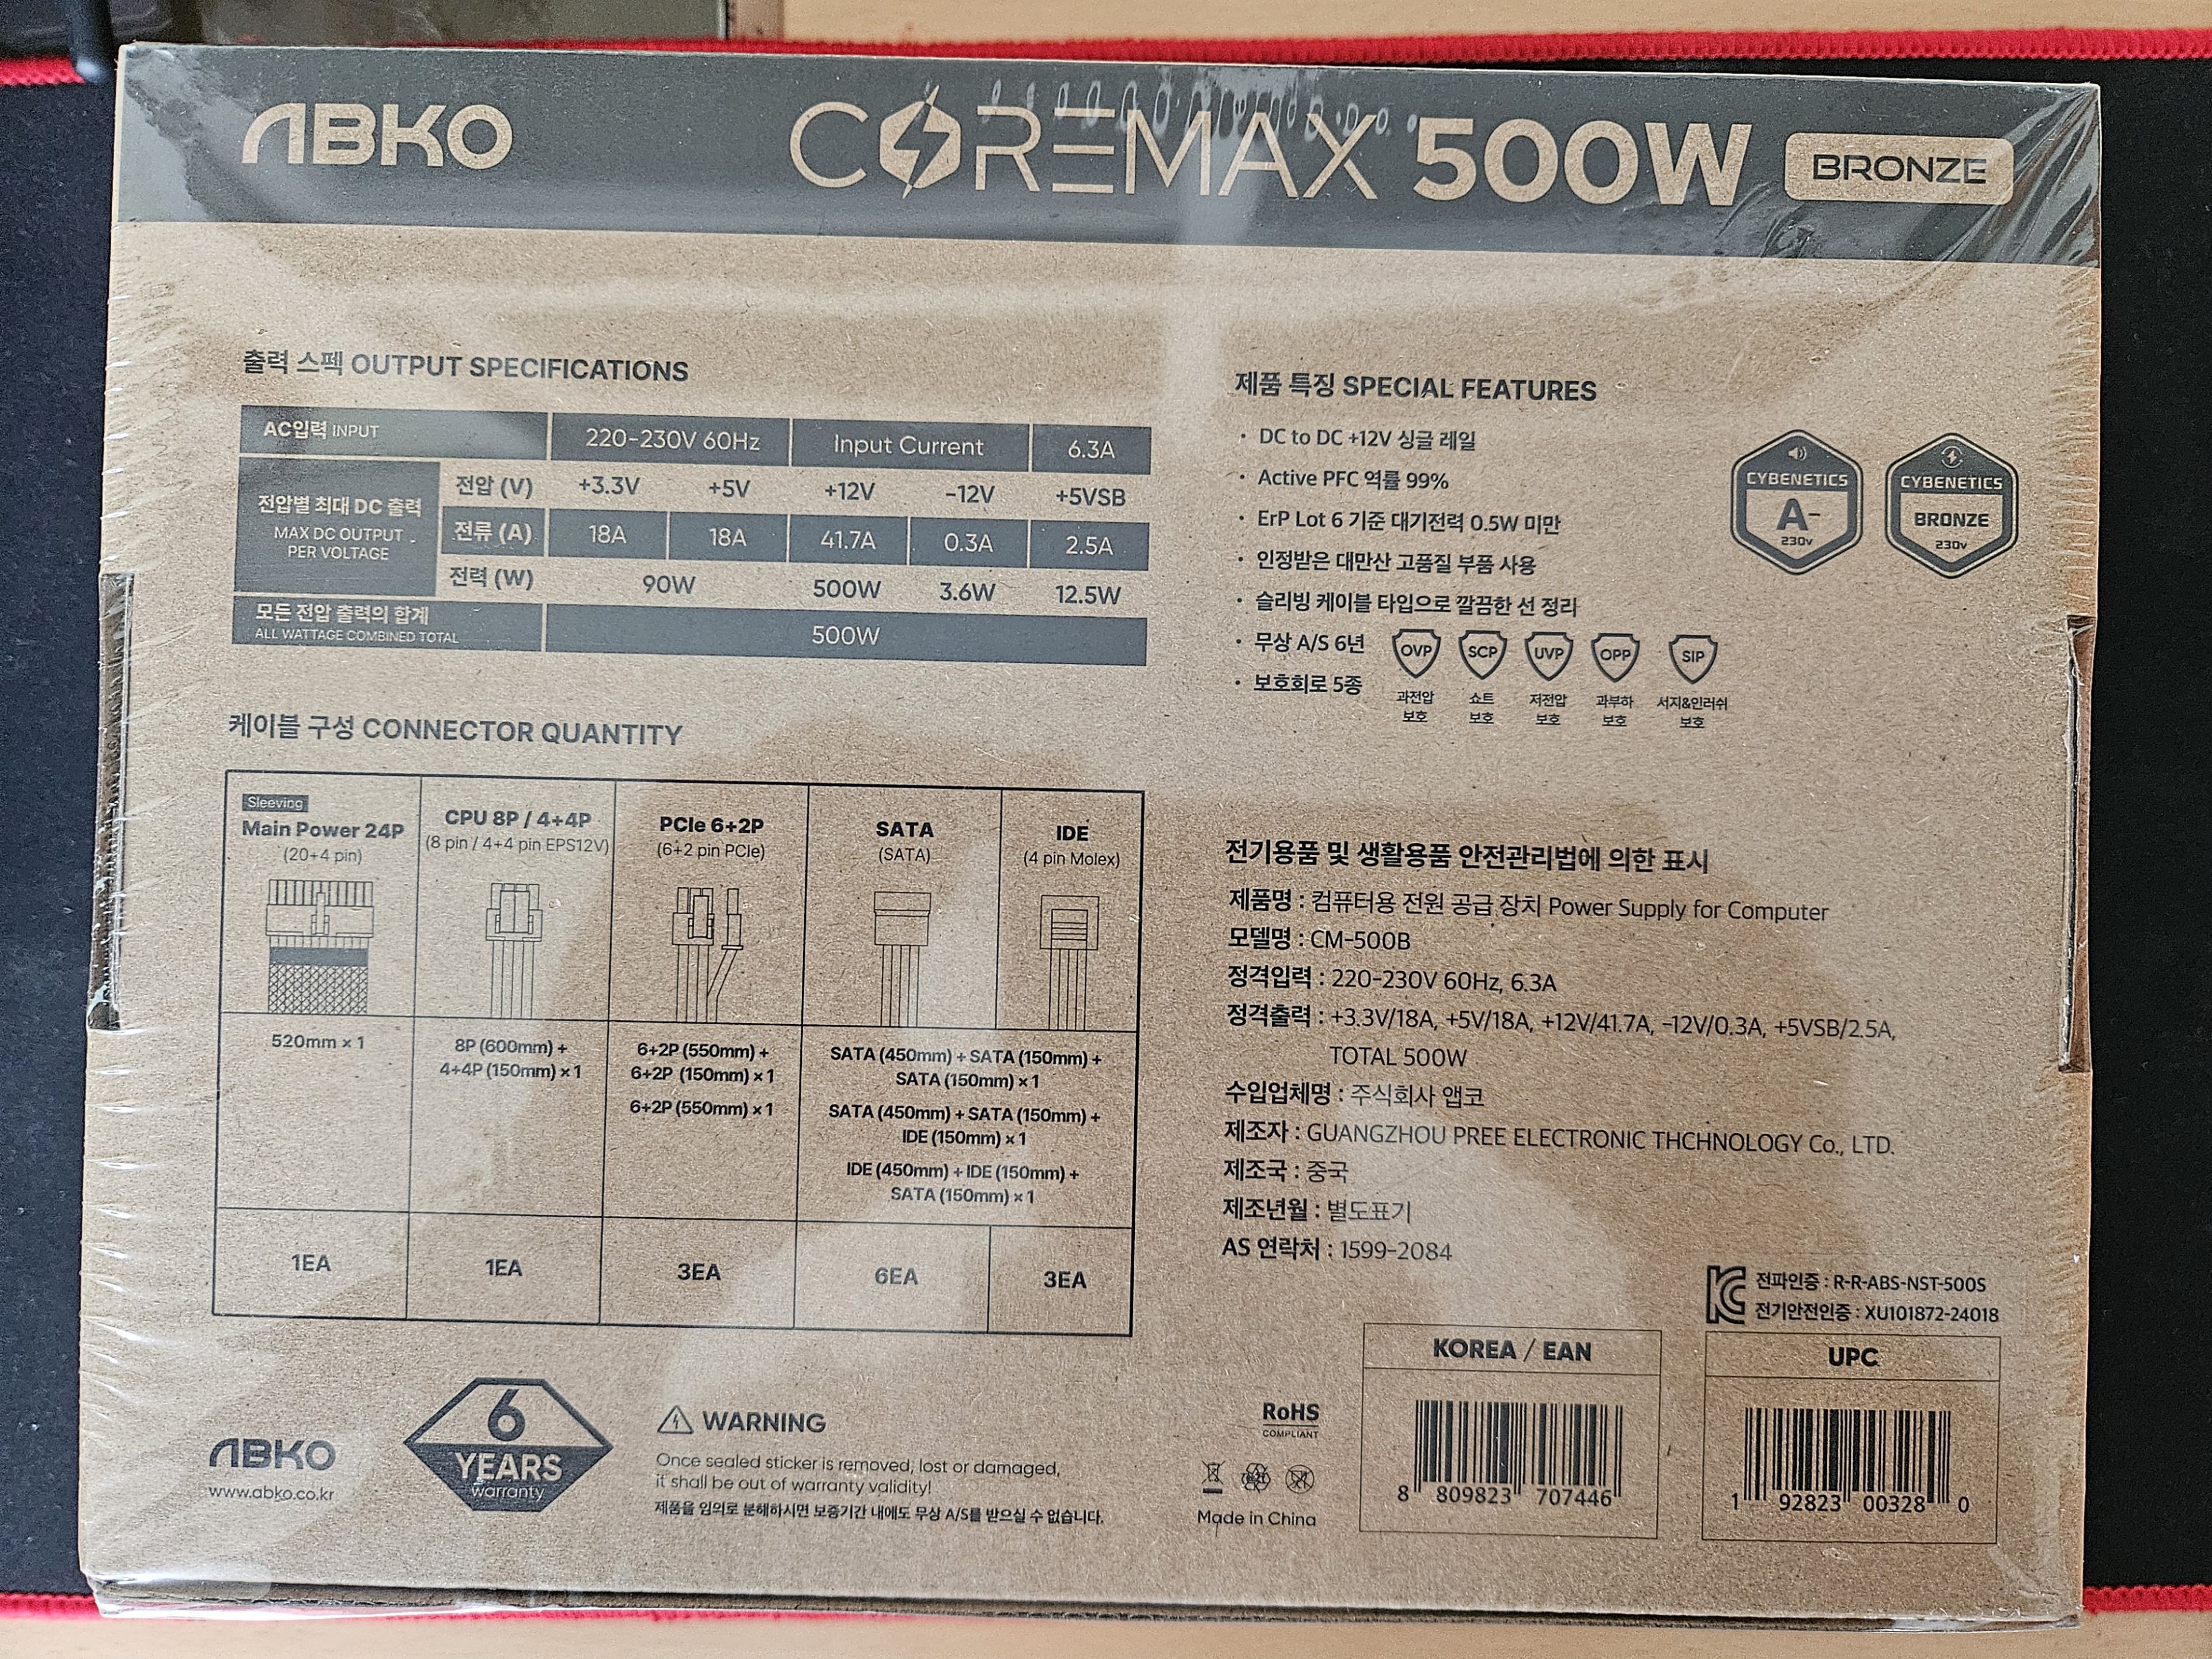 ABKO
COREMAX 500W BRONZE
출력 스펙 OUTPUT SPECIFICATIONS
AC입력 INPUT 220-230V 60Hz Input Current 6.3A
전압별 최대 DC 출력
MAX DC OUTPUT
PER VOLTAGE
전압 (V) +3.3V +5V +12V -12V +5VSB
전류 (A) 18A 18A 41.7A 0.3A 2.5A
전력 (W) 90W 500W 3.6W 12.5W
모든 전압 출력의 합계
ALL WATTAGE COMBINED TOTAL
500W
제품 특징 SPECIAL FEATURES
· DC to DC +12V 싱글 레일
· Active PFC 역률 99%
· ErP Lot 6 기준 대기전력 0.5W 미만
· 인정받은 대만산 고품질 부품 사용
· 슬리빙 케이블 타입으로 깔끔한 선 정리
· 무상 A/S 6년
· 보호회로 5종
OVP SCP UVP OPP SIP
과전압 쇼트 저전압 과부하 서지&인러쉬
보호 보호 보호 보호 보호
CYBENETICS
A-
230v
CYBENETICS
BRONZE
230v
케이블 구성 CONNECTOR QUANTITY
Sleeving
Main Power 24P
(20+4 pin)
CPU 8P / 4+4P
(8 pin / 4+4 pin EPS12V)
PCIe 6+2P
(6+2 pin PCIe)
SATA
(SATA)
IDE
(4 pin Molex)
520mm × 1
8P (600mm) +
4+4P (150mm) × 1
6+2P (550mm) +
6+2P (150mm) × 1
6+2P (550mm) × 1
SATA (450mm) + SATA (150mm) +
SATA (150mm) × 1
SATA (450mm) + SATA (150mm) +
IDE (150mm) × 1
IDE (450mm) + IDE (150mm) +
SATA (150mm) × 1
1EA 1EA 3EA 6EA 3EA
전기용품 및 생활용품 안전관리법에 의한 표시
제품명 : 컴퓨터용 전원 공급 장치 Power Supply for Computer
모델명 : CM-500B
정격입력 : 220-230V 60Hz, 6.3A
정격출력 : +3.3V/18A, +5V/18A, +12V/41.7A, -12V/0.3A, +5VSB/2.5A,
TOTAL 500W
수입업체명 : 주식회사 앱코
제조자 : GUANGZHOU PREE ELECTRONIC THCHNOLOGY Co., LTD.
제조국 : 중국
제조년월 : 별도표기
AS 연락처 : 1599-2084
전파인증 : R-R-ABS-NST-500S
전기안전인증 : XU101872-24018
ABKO
www.abko.co.kr
6
YEARS
warranty
WARNING
Once sealed sticker is removed, lost or damaged,
it shall be out of warranty validity!
제품을 임의로 분해하시면 보증기간 내에도 무상 A/S를 받으실 수 없습니다.
RoHS
COMPLIANT
Made in China
KOREA / EAN
8 809823 707446
UPC
1 92823 00328 0